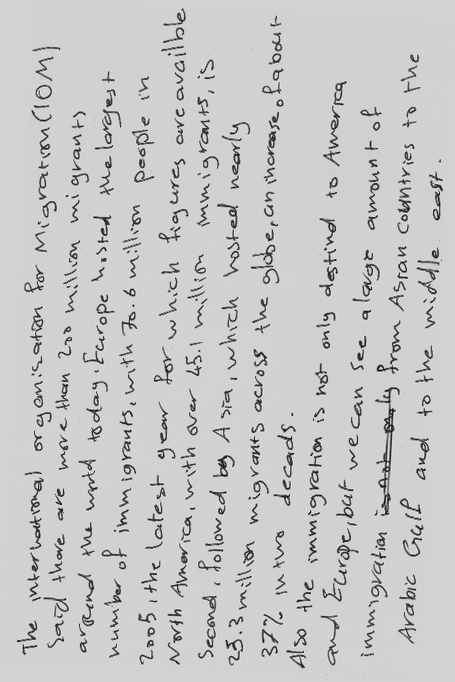 The international organisation for Migration (IOM)
Said there are more than 200 million migrants
around the world today. Europe hosted the largest
number of immigrants, with 70.6 million people in
2005, the latest year for which figures are availble
North America, with over 45.1 million immigrants, is
Second, followed by Asia, which hosted nearly
25.3 million migrants across the globe, an increase of about
37% in two decads.
Also the immigration is not only destind to America
and Europe, but we can see a large amount of
immigration is not only from Asian countries to the
Arabic Gulf and to the middle east.